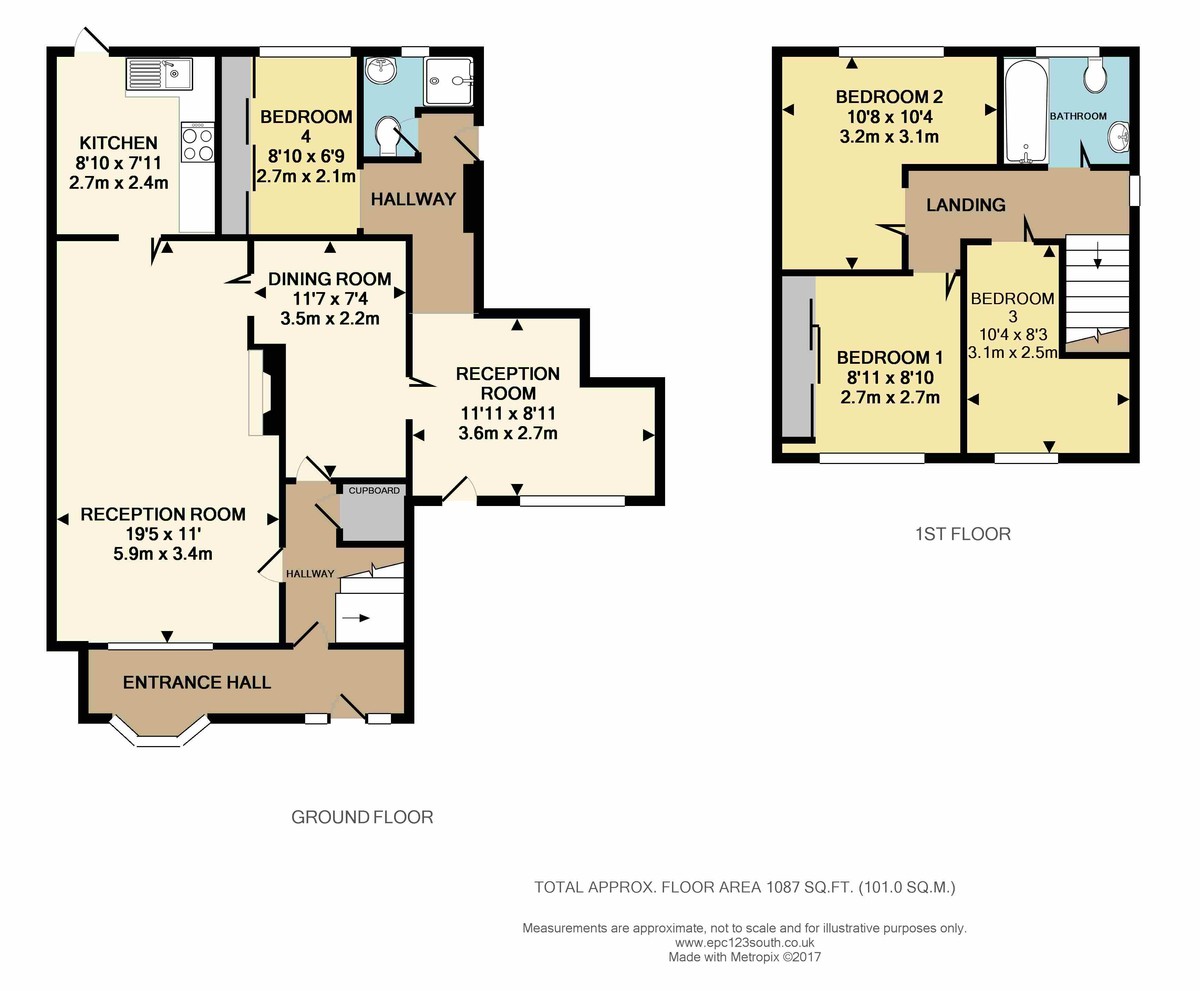 KITCHEN
8'10 x 7'11
2.7m x 2.4m
BEDROOM
4
8'10 x 6'9
2.7m x 2.1m
HALLWAY
DINING ROOM
11'7 x 7'4
3.5m x 2.2m
RECEPTION
ROOM
11'11 x 8'11
3.6m x 2.7m
RECEPTION ROOM
19'5 x 11'
5.9m x 3.4m
CUPBOARD
HALLWAY
ENTRANCE HALL
GROUND FLOOR
BEDROOM 2
10'8 x 10'4
3.2m x 3.1m
BATHROOM
LANDING
BEDROOM 1
8'11 x 8'10
2.7m x 2.7m
BEDROOM
3
10'4 x 8'3
3.1m x 2.5m
1ST FLOOR
TOTAL APPROX. FLOOR AREA 1087 SQ.FT. (101.0 SQ.M.)
Measurements are approximate, not to scale and for illustrative purposes only.
www.epc123south.co.uk
Made with Metropix ©2017